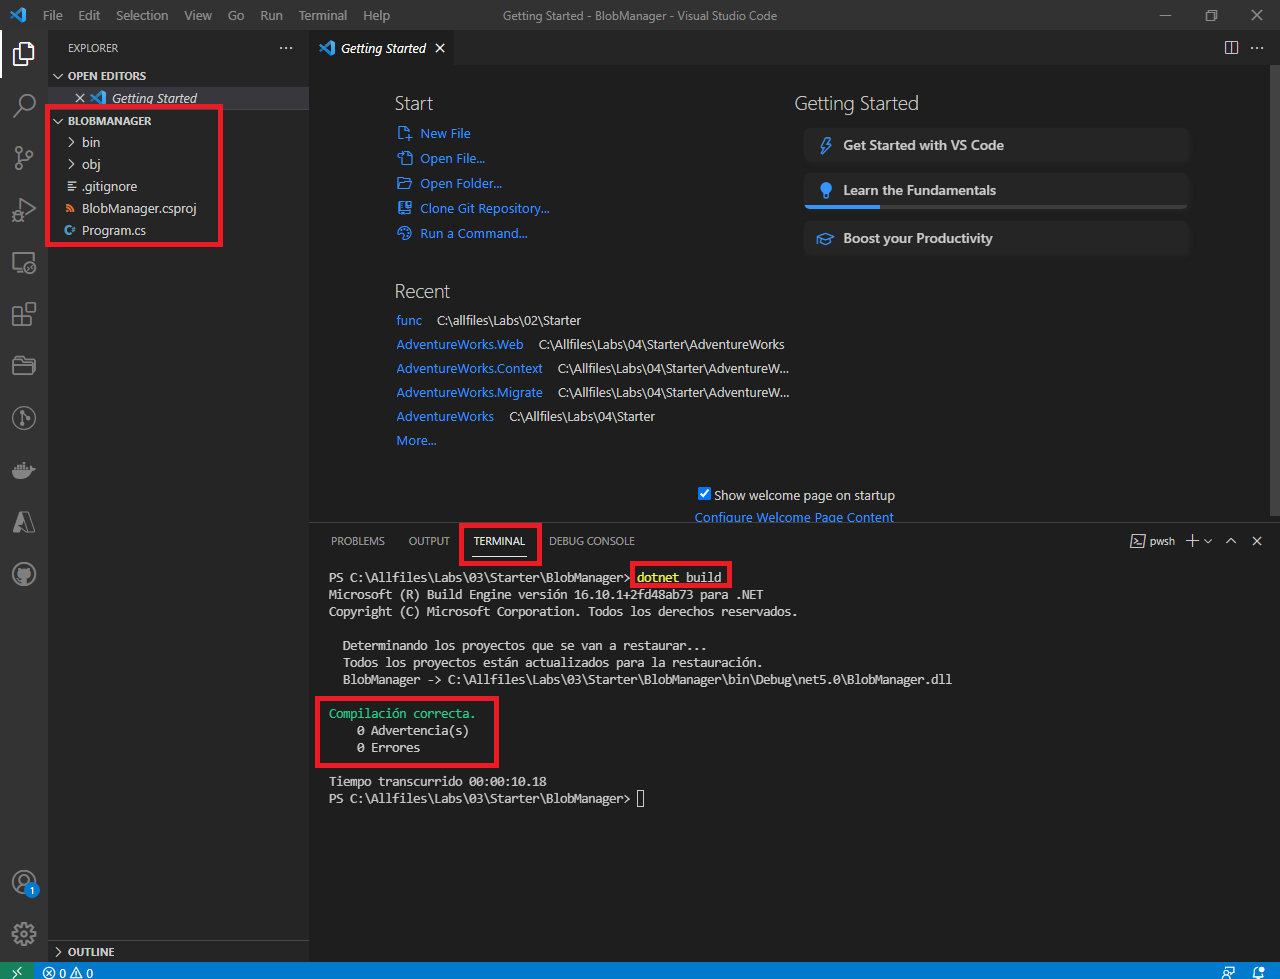 File Edit Selection View Go Run Terminal Help
Getting Started - BlobManager - Visual Studio Code
EXPLORER
OPEN EDITORS
Getting Started
BLOBMANAGER
bin
obj
.gitignore
BlobManager.csproj
C# Program.cs
OUTLINE
Getting Started
Start
New File
Open File...
Open Folder...
Clone Git Repository...
Run a Command...
Recent
func C:\allfiles\Labs\02\Starter
AdventureWorks.Web C:\Allfiles\Labs\04\Starter\AdventureWorks
AdventureWorks.Context C:\Allfiles\Labs\04\Starter\AdventureW...
AdventureWorks.Migrate C:\Allfiles\Labs\04\Starter\AdventureW...
AdventureWorks C:\Allfiles\Labs\04\Starter
More...
Getting Started
Get Started with VS Code
Learn the Fundamentals
Boost your Productivity
Show welcome page on startup
Configure Welcome Page Content
PROBLEMS OUTPUT TERMINAL DEBUG CONSOLE
pwsh
PS C:\Allfiles\Labs\03\Starter\BlobManager> dotnet build
Microsoft (R) Build Engine versión 16.10.1+2fd48ab73 para .NET
Copyright (C) Microsoft Corporation. Todos los derechos reservados.
Determinando los proyectos que se van a restaurar...
Todos los proyectos están actualizados para la restauración.
BlobManager -> C:\Allfiles\Labs\03\Starter\BlobManager\bin\Debug\net5.0\BlobManager.dll
Compilación correcta.
0 Advertencia(s)
0 Errores
Tiempo transcurrido 00:00:10.18
PS C:\Allfiles\Labs\03\Starter\BlobManager>
1
0 0